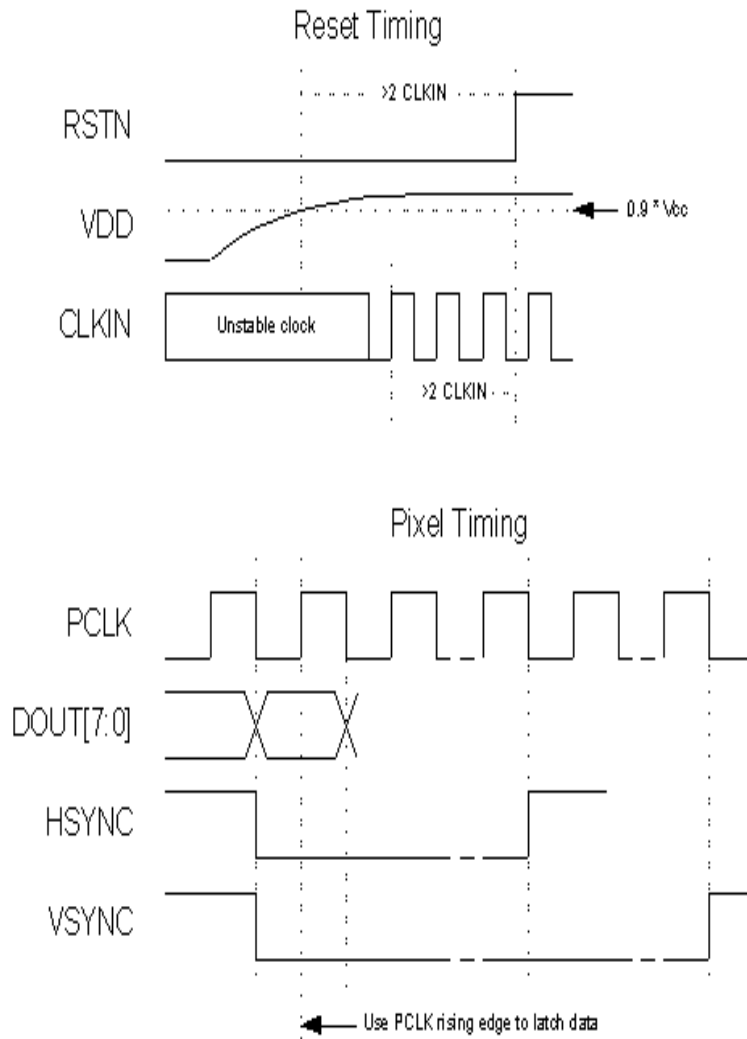 Reset Timing
>2 CLKIN
RSTN
0.9 * Vcc
VDD
CLKIN
Unstable clock
>2 CLKIN
Pixel Timing
PCLK
DOUT[7:0]
HSYNC
VSYNC
Use PCLK rising edge to latch data